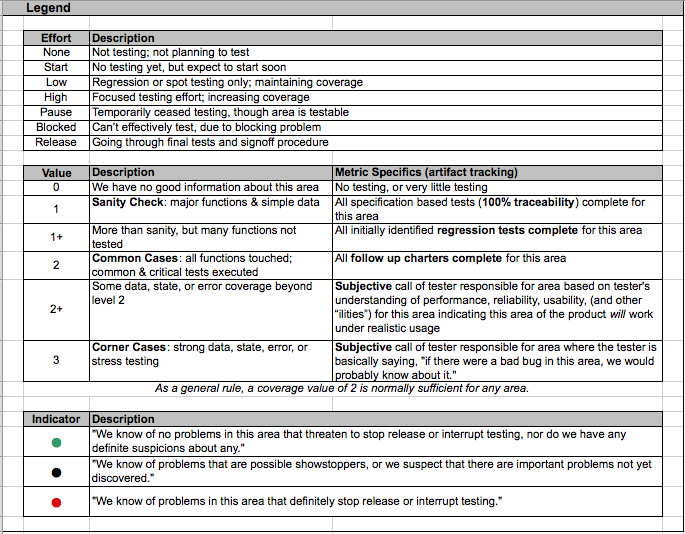 Legend
Effort Description
None Not testing; not planning to test
Start No testing yet, but expect to start soon
Low Regression or spot testing only; maintaining coverage
High Focused testing effort; increasing coverage
Pause Temporarily ceased testing, though area is testable
Blocked Can't effectively test, due to blocking problem
Release Going through final tests and signoff procedure
Value Description Metric Specifics (artifact tracking)
0 We have no good information about this area No testing, or very little testing
1 Sanity Check: major functions & simple data All specification based tests (100% traceability) complete for
this area
1+ More than sanity, but many functions not All initially identified regression tests complete for this area
tested
2 Common Cases: all functions touched; All follow up charters complete for this area
common & critical tests executed
2+ Some data, state, or error coverage beyond Subjective call of tester responsible for area based on tester's
level 2 understanding of performance, reliability, usability, (and other
"ilities") for this area indicating this area of the product will work
under realistic usage
3 Corner Cases: strong data, state, error, or Subjective call of tester responsible for area where the tester is
stress testing basically saying, "if there were a bad bug in this area, we would
probably know about it."
As a general rule, a coverage value of 2 is normally sufficient for any area.
Indicator Description
"We know of no problems in this area that threaten to stop release or interrupt testing, nor do we have any
definite suspicions about any."
"We know of problems that are possible showstoppers, or we suspect that there are important problems not yet
discovered."
"We know of problems in this area that definitely stop release or interrupt testing."